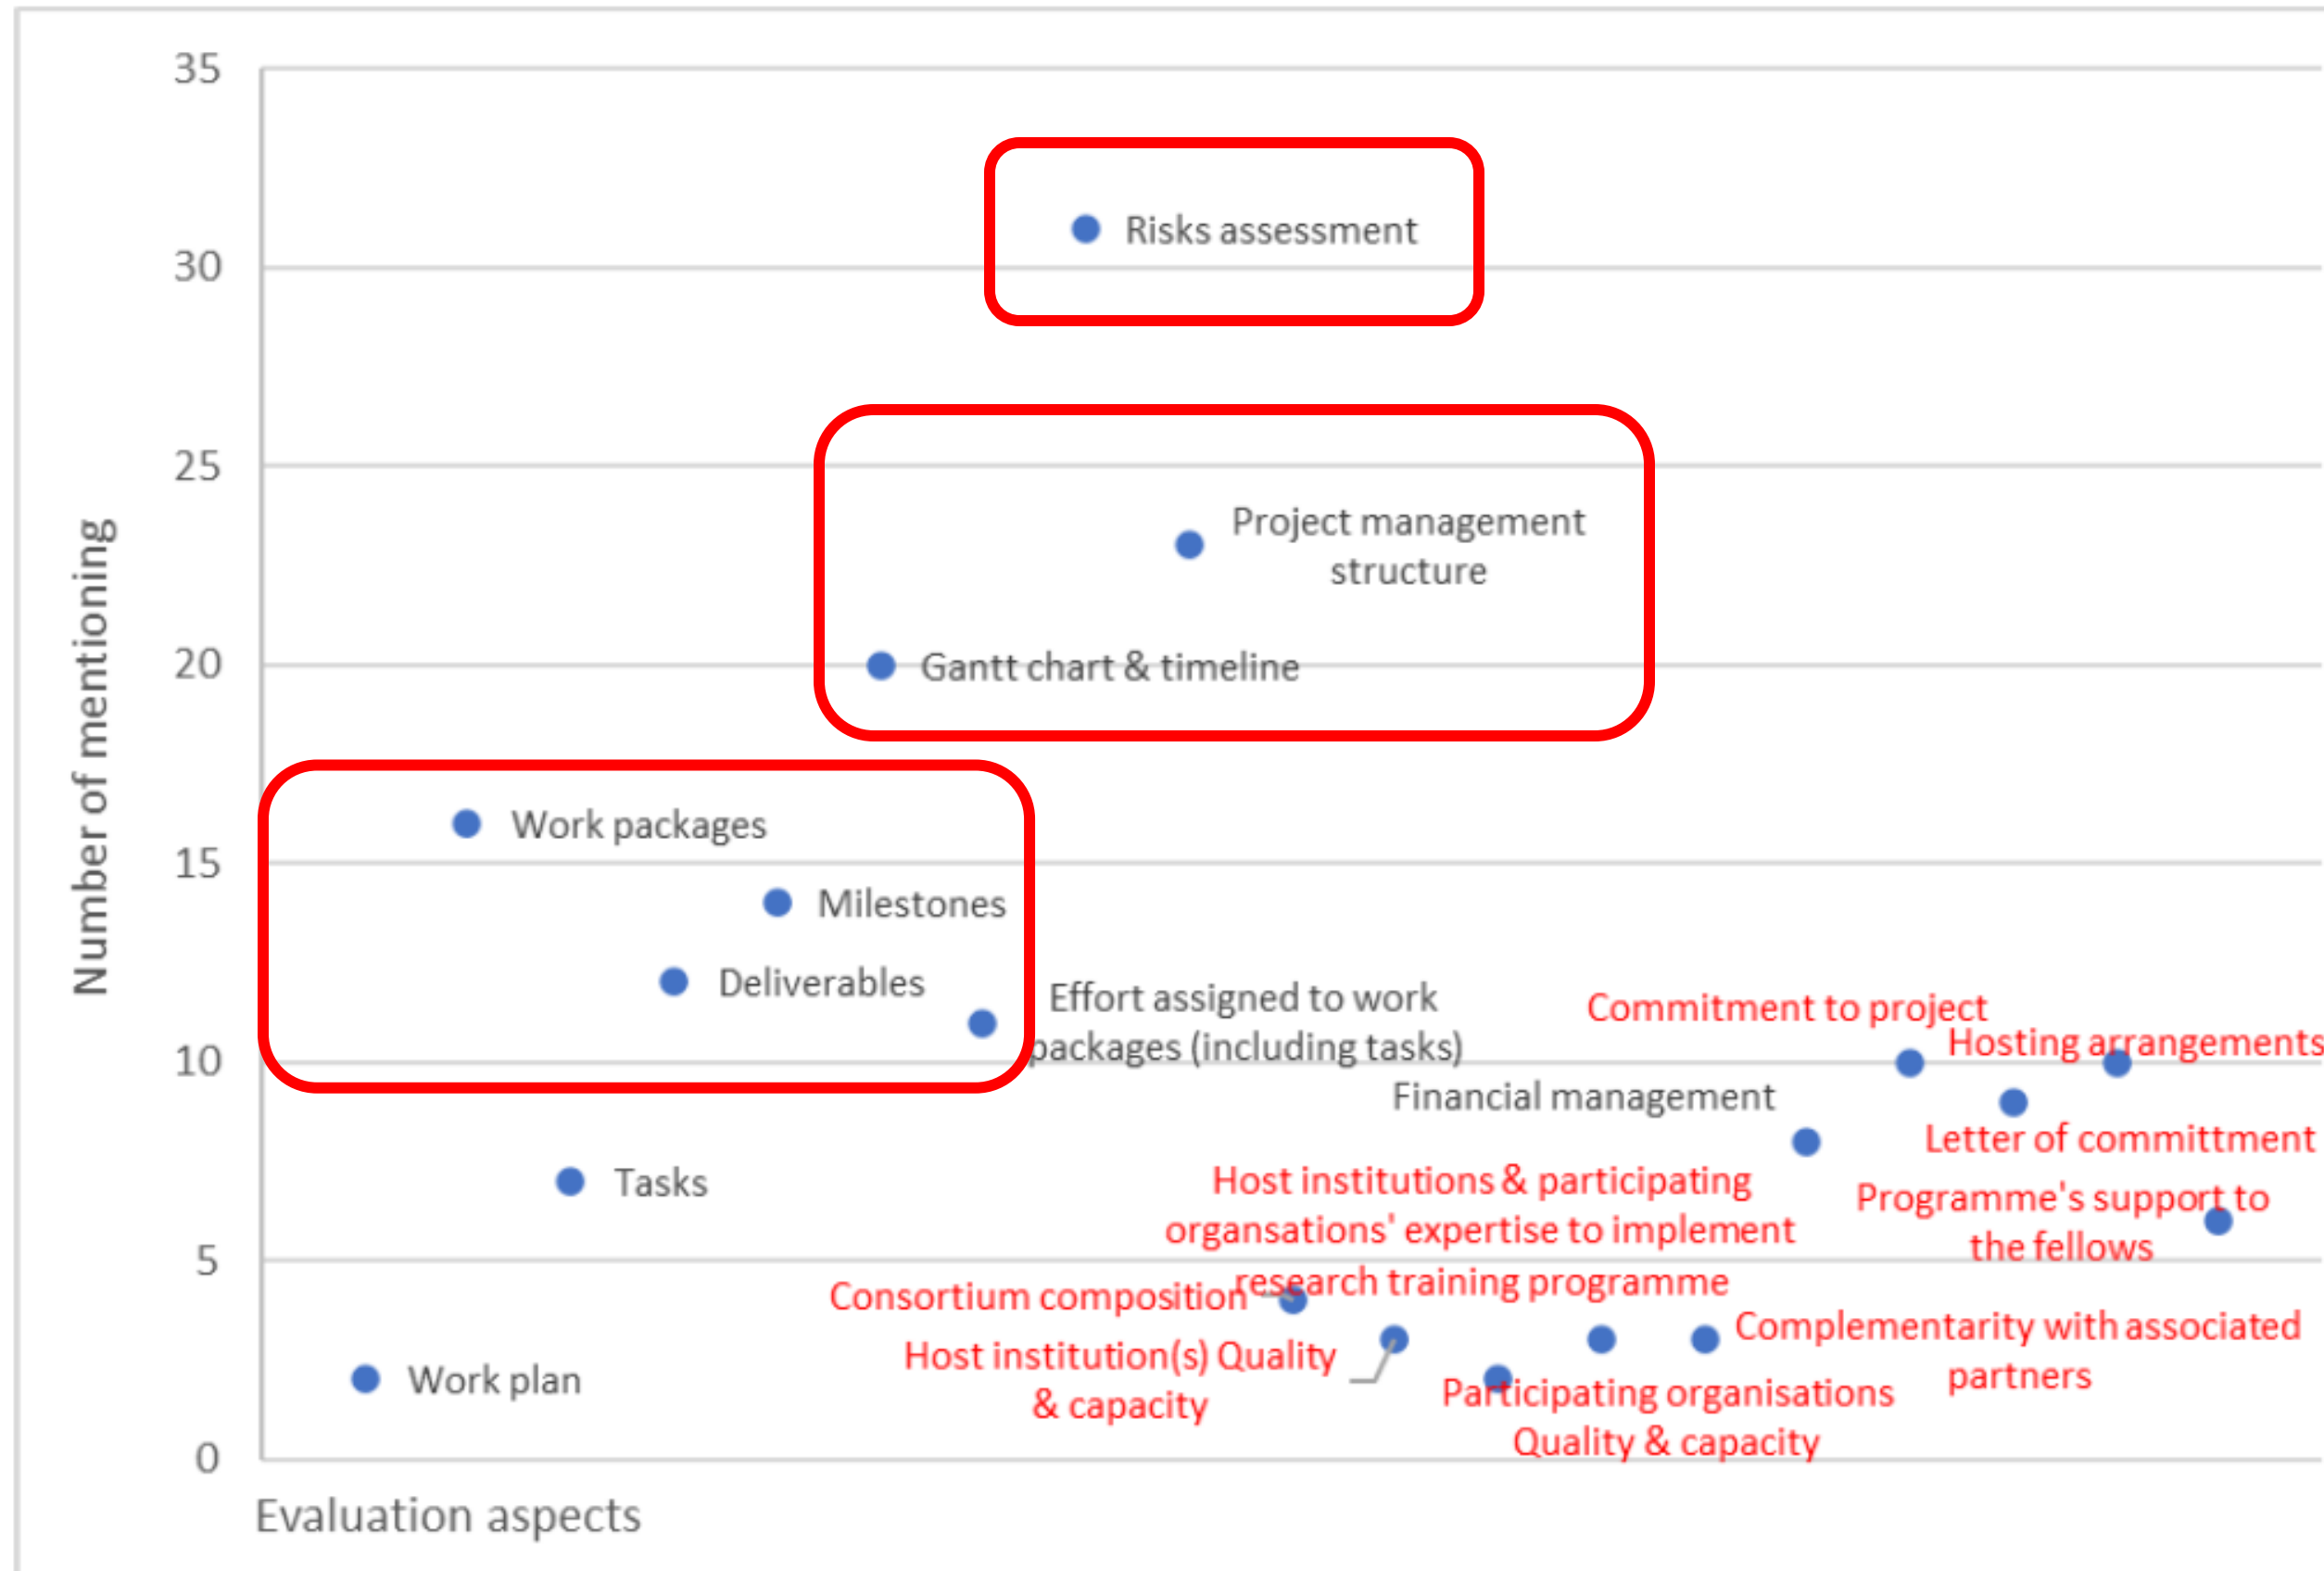 35
30
25
20
15
10
5
0
Number of mentioning
Evaluation aspects
Risks assessment
Project management
structure
Gantt chart & timeline
Work packages
Milestones
Deliverables
Effort assigned to work
packages (including tasks)
Commitment to project
Hosting arrangements
Financial management
Letter of committment
Tasks
Host institutions & participating
organsations' expertise to implement
research training programme
Programme's support to
the fellows
Consortium composition
Host institution(s) Quality
& capacity
Complementarity with associated
partners
Work plan
Participating organisations
Quality & capacity